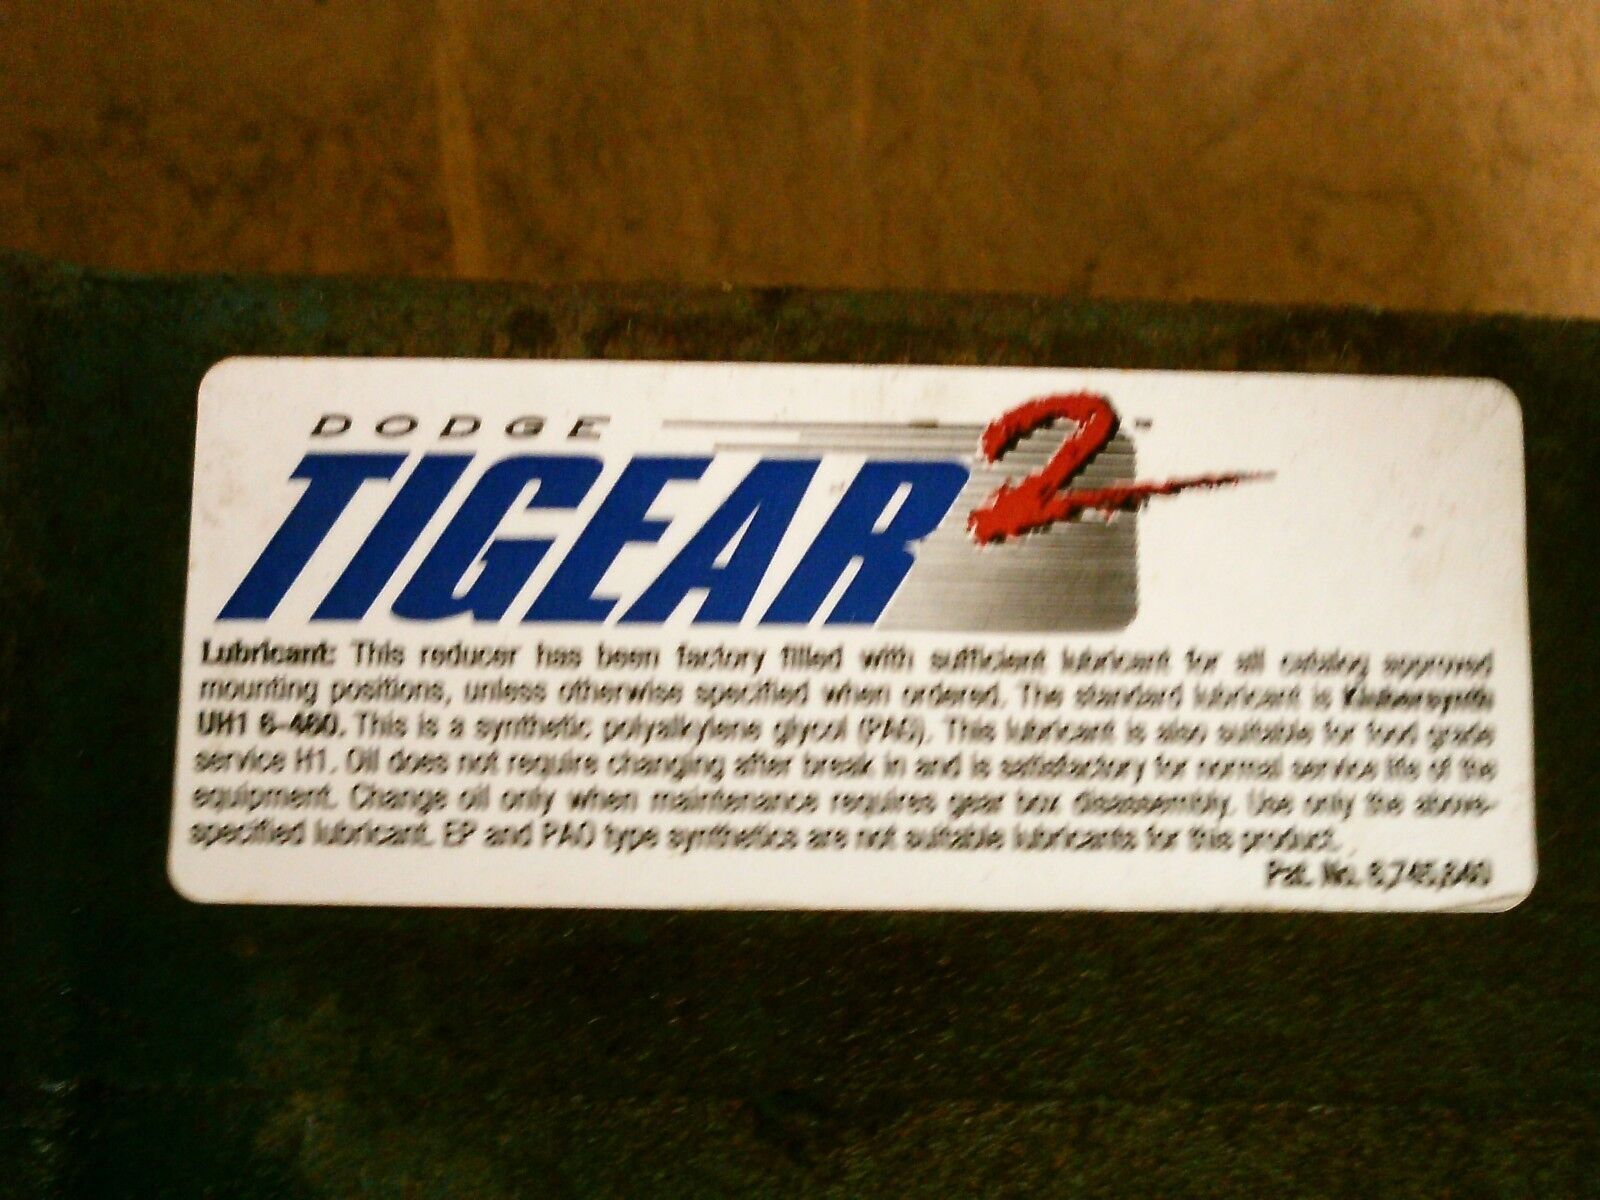 DODGE
TIGEAR 2 ™
Lubricant: This reducer has been factory filled with sufficient lubricant for all catalog approved
mounting positions, unless otherwise specified when ordered. The standard lubricant is Klubersynth
UH1 6-460. This is a synthetic polyalkylene glycol (PAG). This lubricant is also suitable for food grade
service H1. Oil does not require changing after break in and is satisfactory for normal service life of the
equipment. Change oil only when maintenance requires gear box disassembly. Use only the above-
specified lubricant. EP and PAO type synthetics are not suitable lubricants for this product.
Pat. No.